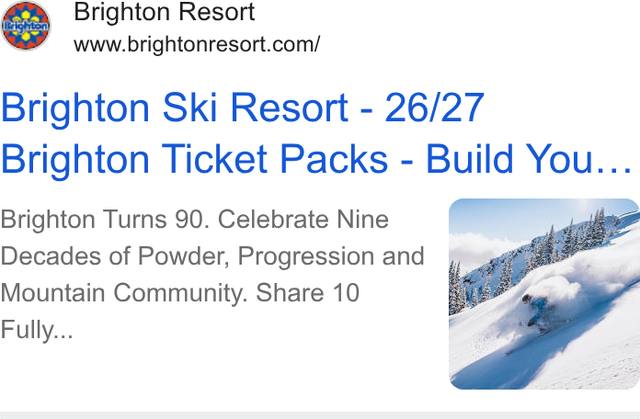 Brighton
Brighton Resort
www.brightonresort.com/
Brighton Ski Resort - 26/27
Brighton Ticket Packs - Build You...
Brighton Turns 90. Celebrate Nine
Decades of Powder, Progression and
Mountain Community. Share 10
Fully...